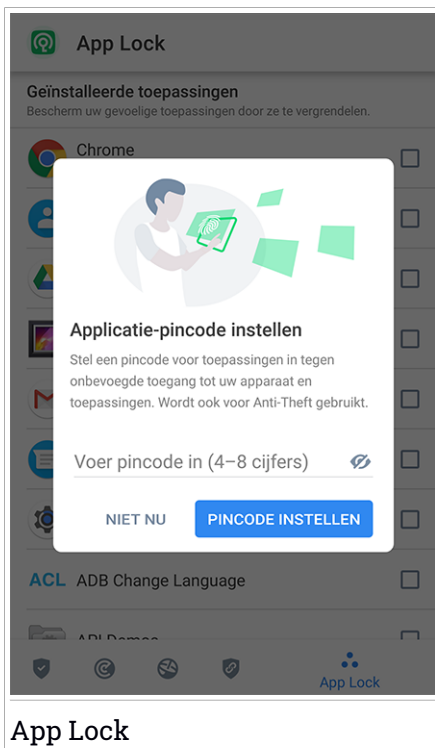 App Lock
Geïnstalleerde toepassingen
Bescherm uw gevoelige toepassingen door ze te vergrendelen.
Chrome
Applicatie-pincode instellen
Stel een pincode voor toepassingen in tegen
onbevoegde toegang tot uw apparaat en
toepassingen. Wordt ook voor Anti-Theft gebruikt.
Voer pincode in (4–8 cijfers)
NIET NU
PINCODE INSTELLEN
ACL ADB Change Language
API Demos
App Lock
App Lock